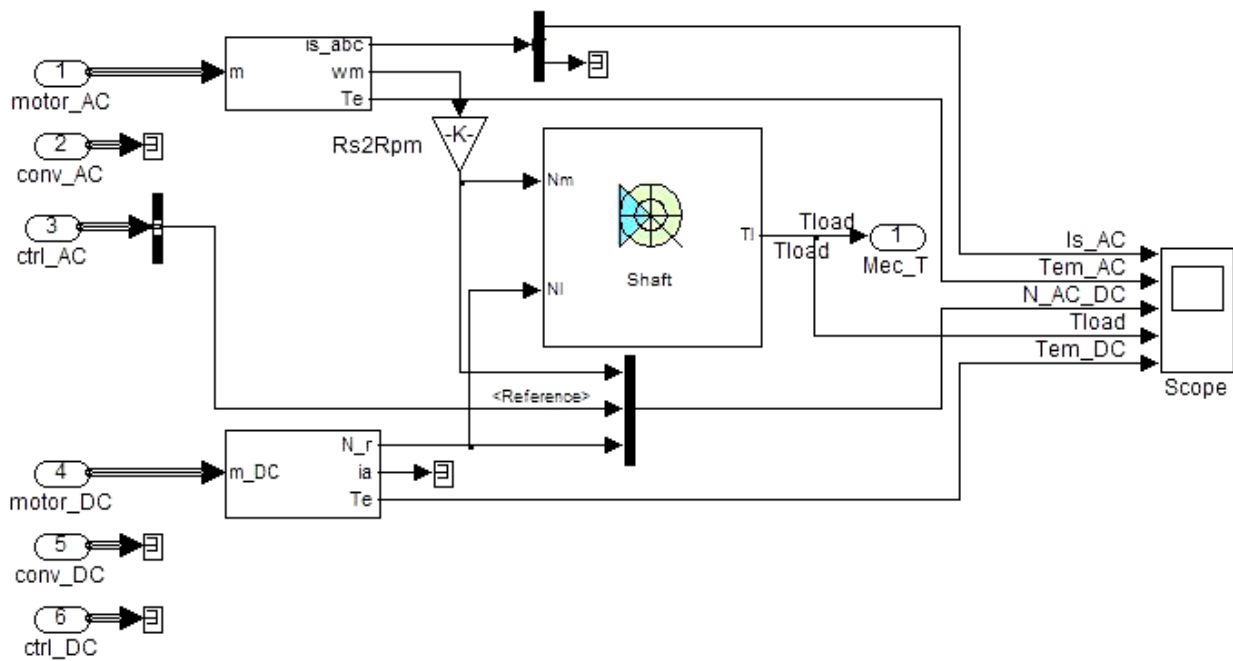 is_abc
1
m
wm
motor_AC
Te
2
Rs2Rpm
-K-
conv_AC
Nm
3
ctrl_AC
Tl
Tload
1
Tload
Mec_T
Is_AC
Shaft
Tem_AC
Nl
N_AC_DC
Tload
Tem_DC
Scope
<Reference>
N_r
4
m_DC
ia
motor_DC
Te
5
conv_DC
6
ctrl_DC